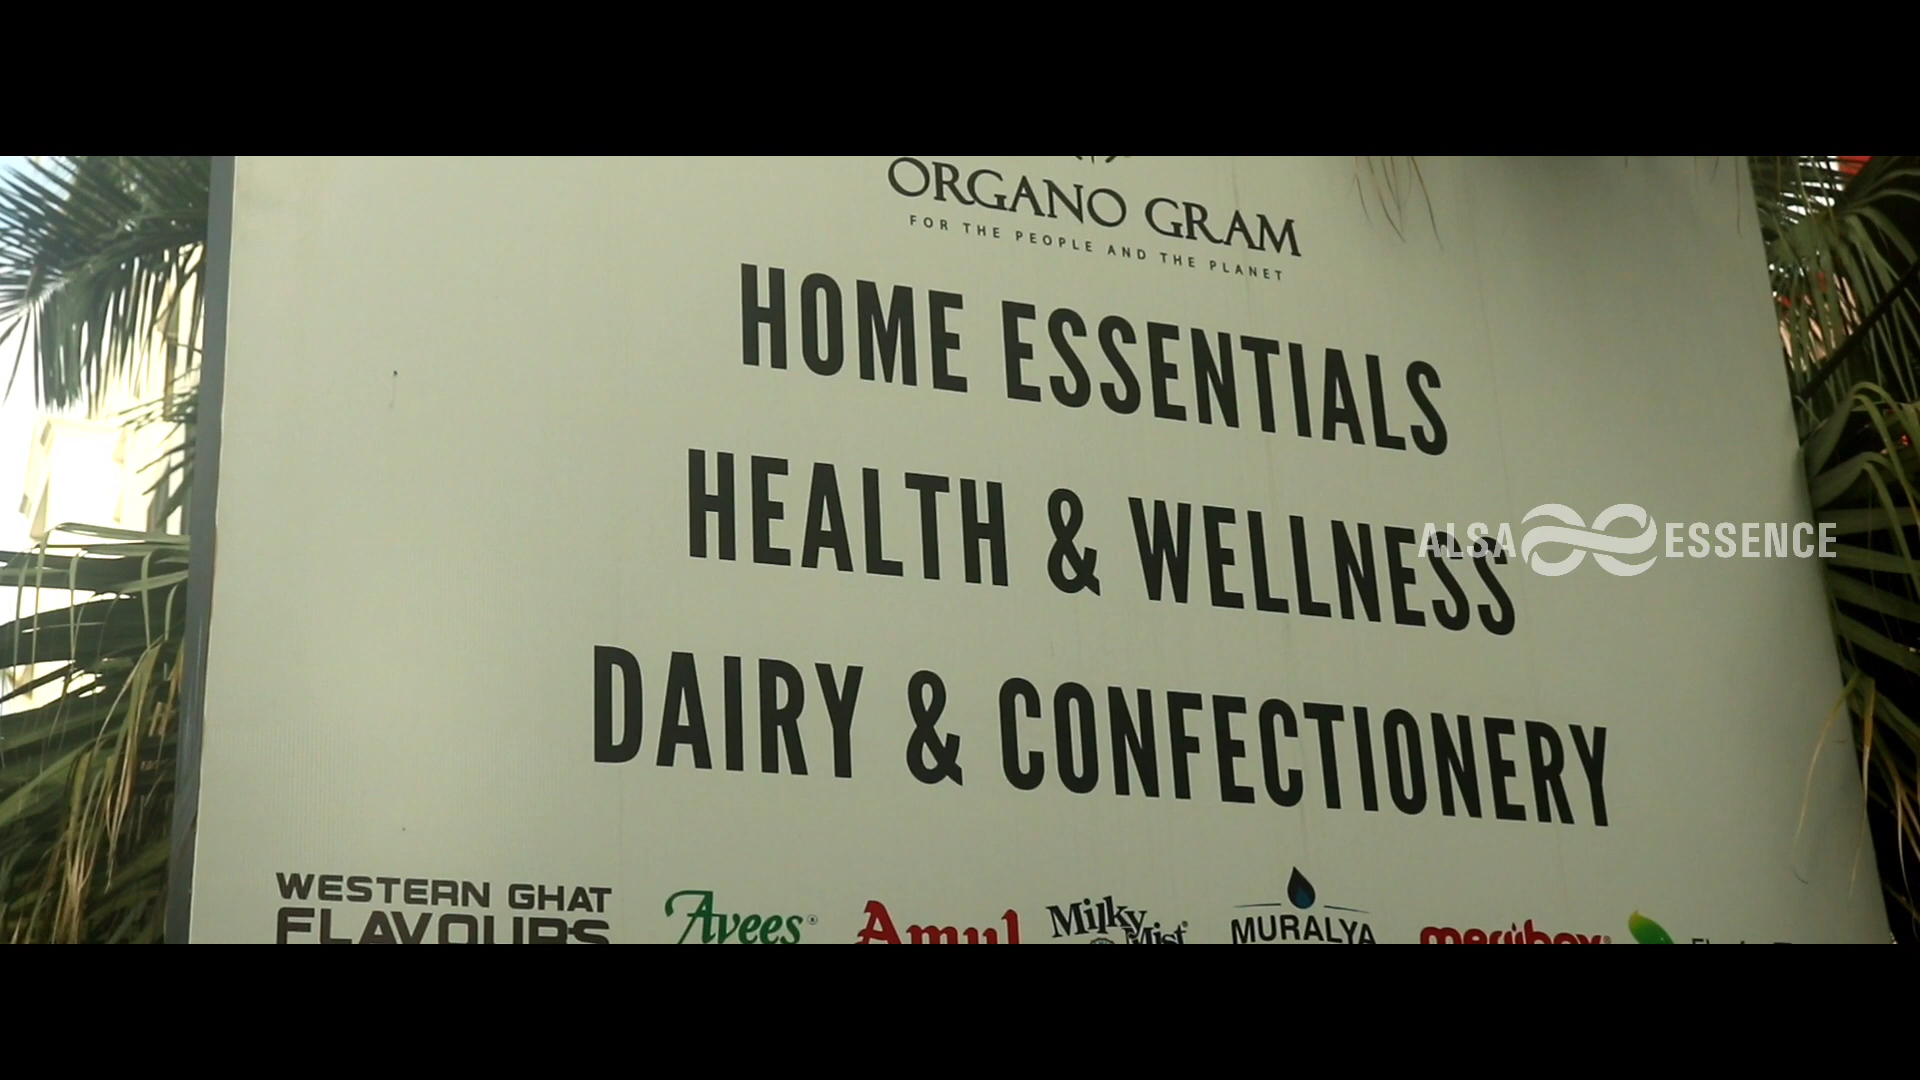 ORGANO GRAM
FOR THE PEOPLE AND THE PLANET
HOME ESSENTIALS
HEALTH & WELLNESS
ALSA ESSENCE
DAIRY & CONFECTIONERY
WESTERN GHAT
FLAVOURS
Avees
Amul
Milky Mist
MURALYA